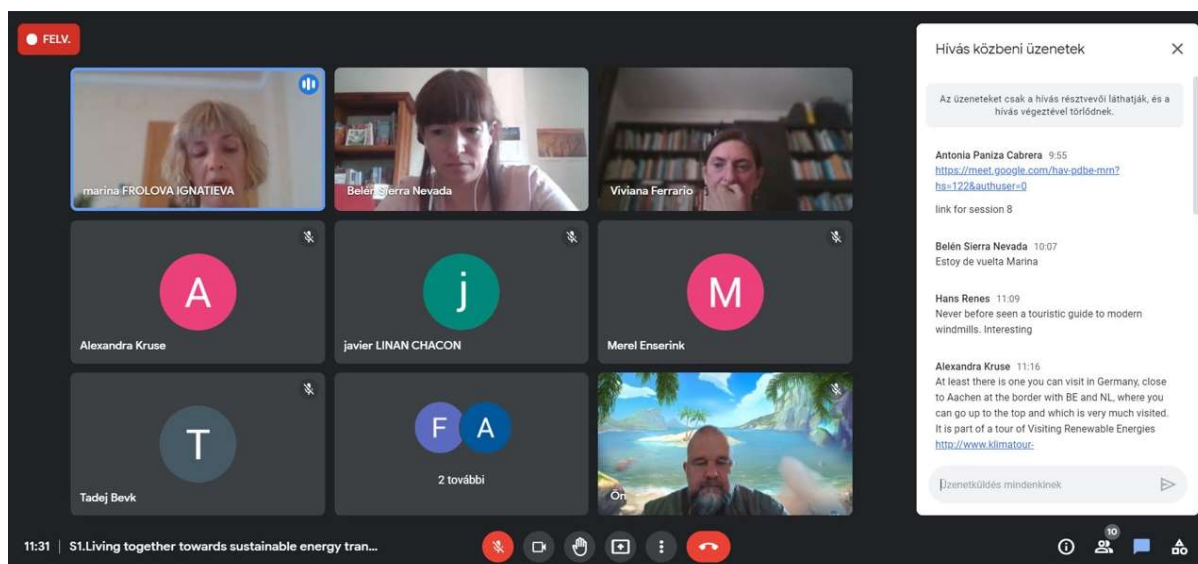 FELV.
marina FROLOVA IGNATIEVA
Belén Sierra Nevada
Viviana Ferrario
A
Alexandra Kruse
j
javier LINAN CHACON
M
Merel Enserink
T
Tadej Bevk
F A
2 további
Ön
11:31 | S1.Living together towards sustainable energy tran...
10
Hívás közbeni üzenetek
Az üzeneteket csak a hívás résztvevői láthatják, és a
hívás végeztével törlődnek.
Antonia Paniza Cabrera 9:55
https://meet.google.com/hav-pdbe-mrn?
hs=122&authuser=0
link for session 8
Belén Sierra Nevada 10:07
Estoy de vuelta Marina
Hans Renes 11:09
Never before seen a touristic guide to modern
windmills. Interesting
Alexandra Kruse 11:16
At least there is one you can visit in Germany, close
to Aachen at the border with BE and NL, where you
can go up to the top and which is very much visited.
It is part of a tour of Visiting Renewable Energies
http://www.klimatour-
Üzenetküldés mindenkinek